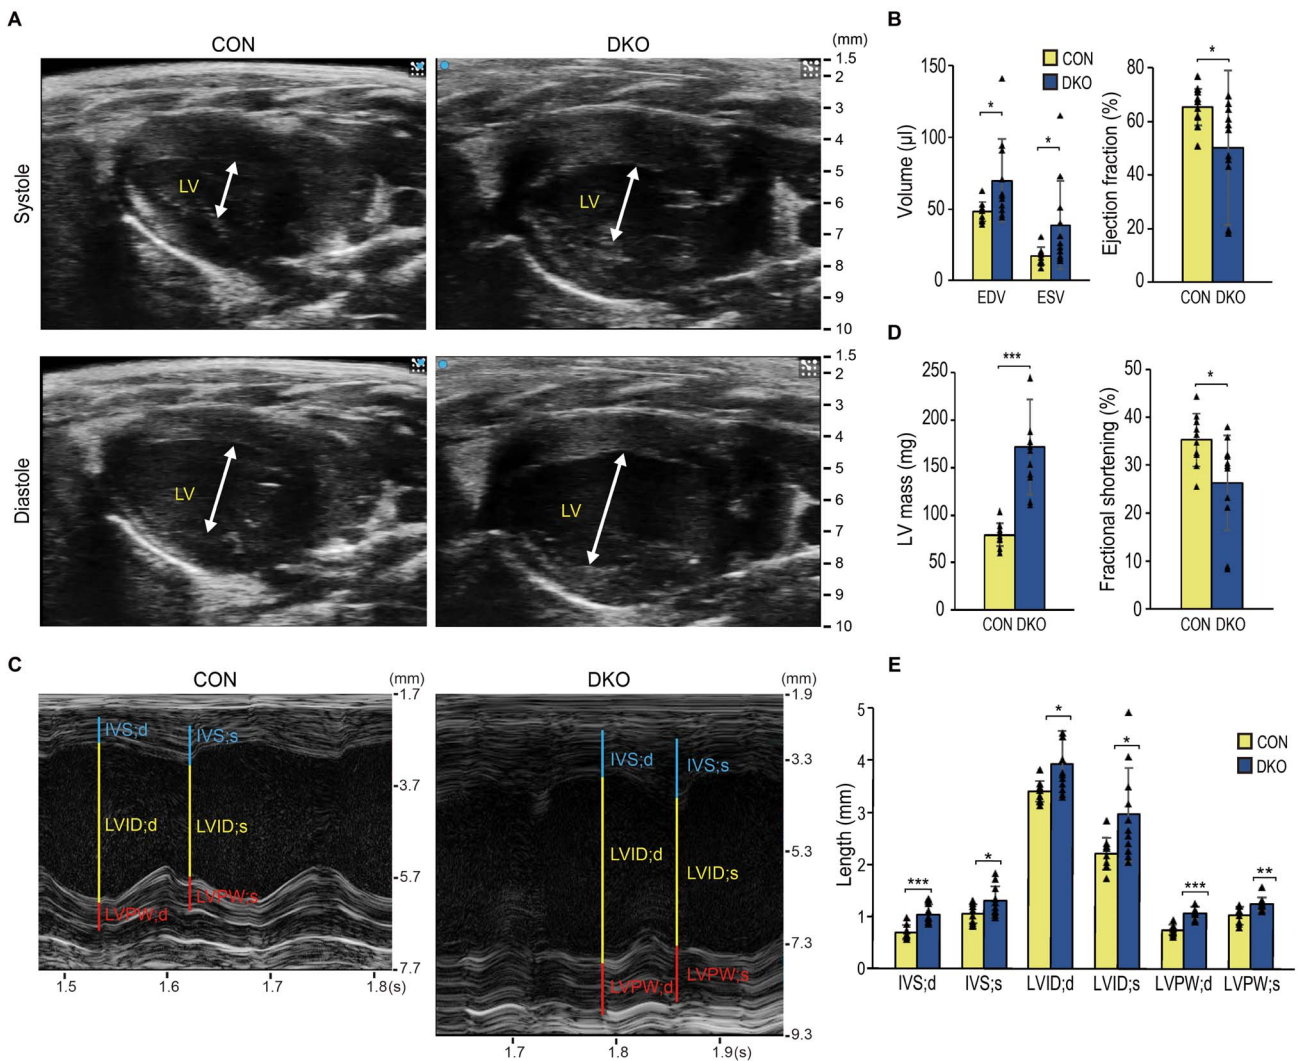 A
CON
DKO
(mm)
Systole
LV
LV
1.5
2
3
4
5
6
7
8
9
10
Diastole
LV
LV
1.5
2
3
4
5
6
7
8
9
10
B
CON
DKO
Volume (µl)
150
100
50
0
*
*
EDV
ESV
Ejection fraction (%)
80
60
40
20
0
*
CON DKO
D
LV mass (mg)
250
200
150
100
50
0
***
CON DKO
Fractional shortening (%)
50
40
30
20
10
0
*
CON DKO
C
CON
(mm)
IVS;d
IVS;s
LVID;d
LVID;s
LVPW;d
LVPW;s
1.7
3.7
5.7
7.7
1.5
1.6
1.7
1.8(s)
DKO
(mm)
IVS;d
IVS;s
LVID;d
LVID;s
LVPW;d
LVPW;s
1.9
3.3
5.3
7.3
9.3
1.7
1.8
1.9(s)
E
CON
DKO
Length (mm)
5
4
3
2
1
0
***
*
*
*
***
**
IVS;d
IVS;s
LVID;d
LVID;s
LVPW;d
LVPW;s